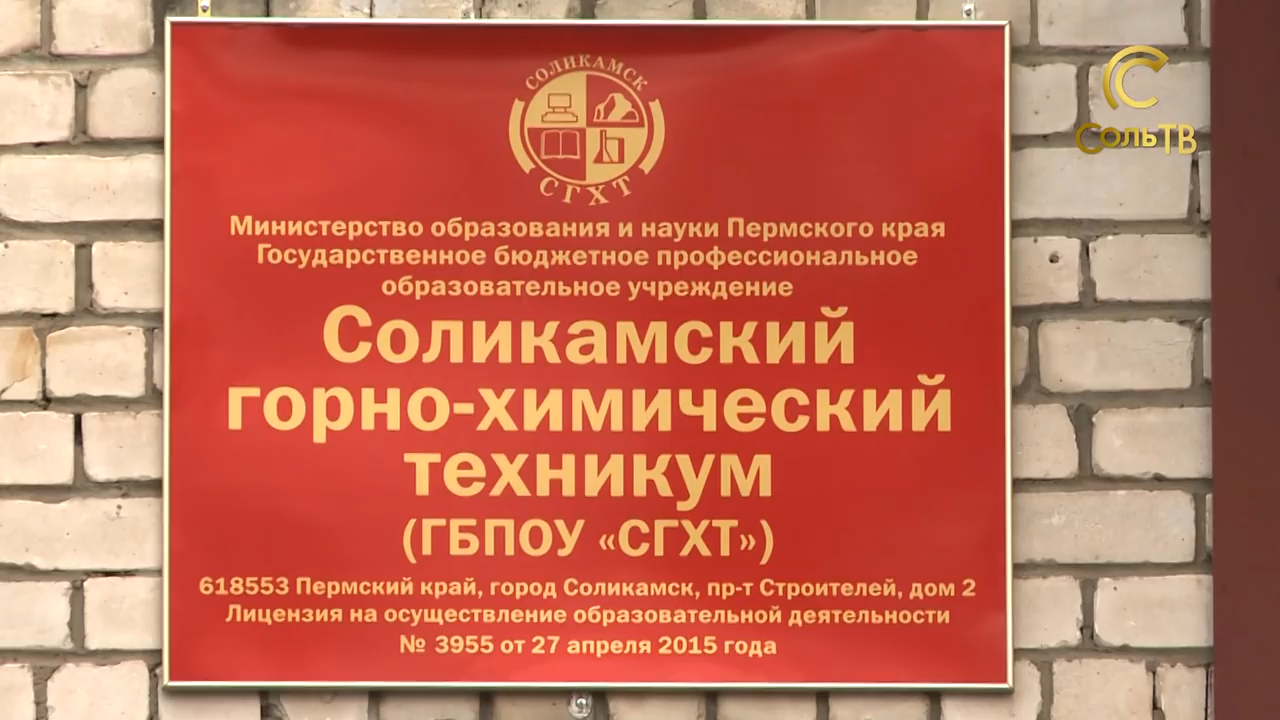 СОЛИКАМСК
СГХТ
Министерство образования и науки Пермского края
Государственное бюджетное профессиональное
образовательное учреждение
Соликамский
горно-химический
техникум
(ГБПОУ «СГХТ»)
618553 Пермский край, город Соликамск, пр-т Строителей, дом 2
Лицензия на осуществление образовательной деятельности
№ 3955 от 27 апреля 2015 года
С
Соль ТВ